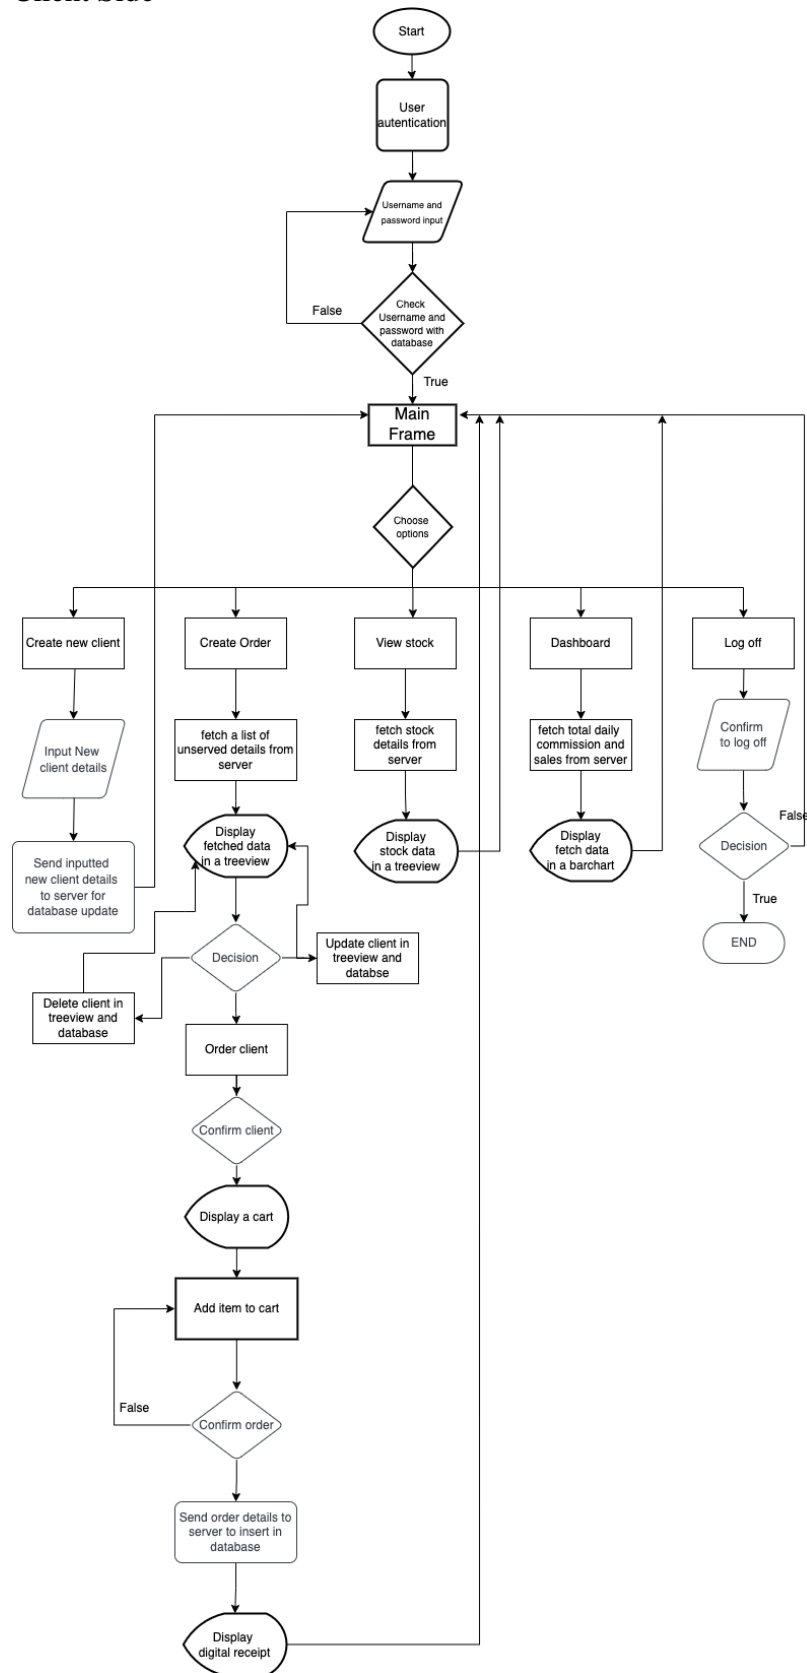 Client Side
Start
User
autentication
Username and
password input
Check
Username and
password with
database
False
True
Main
Frame
Choose
options
Create new client
Create Order
View stock
Dashboard
Log off
Input New
client details
fetch a list of
unserved details from
server
fetch stock
details from
server
fetch total daily
commission and
sales from server
Confirm
to log off
Send inputted
new client details
to server for
database update
Display
fetched data
in a treeview
Display
stock data
in a treeview
Display
fetch data
in a barchart
Decision
False
True
END
Decision
Update client in
treeview and
databse
Delete client in
treeview and
database
Order client
Confirm client
Display a cart
Add item to cart
False
Confirm order
Send order details to
server to insert in
database
Display
digital receipt